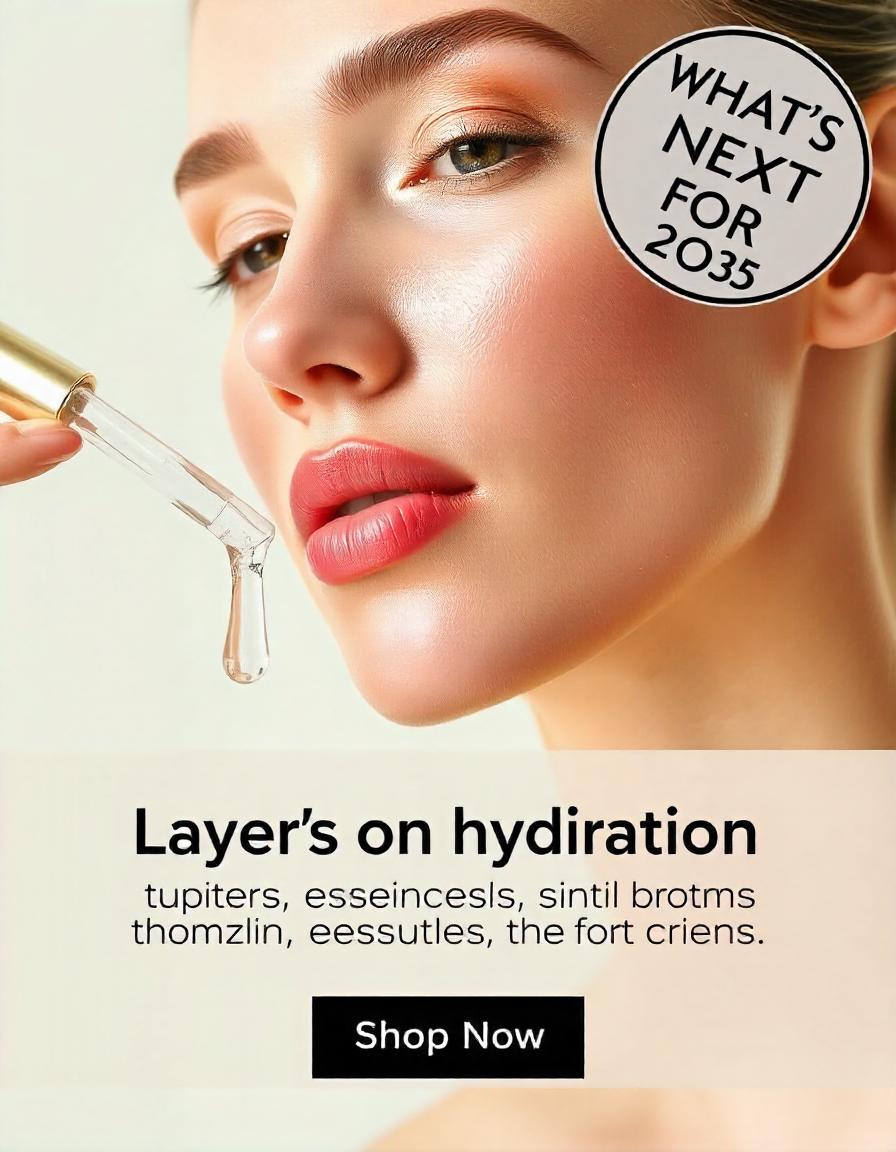 WHAT'S
NEXT
FOR
2035
Layer's on hydiration
tupiters, esseincesls, sintil brotms
thomzlin, eessutles, the fort criens.
Shop Now